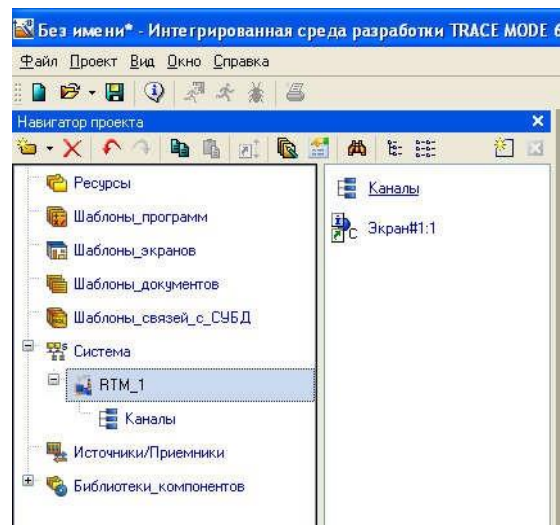 Без имени* - Интегрированная среда разработки TRACE MODE 6
Файл Проект Вид Окно Справка
Навигатор проекта
Ресурсы
Шаблоны_программ
Шаблоны_экранов
Шаблоны_документов
Шаблоны_связей_с_СУБД
Система
RTM_1
Каналы
Источники/Приемники
Библиотеки_компонентов
Каналы
Экран#1:1